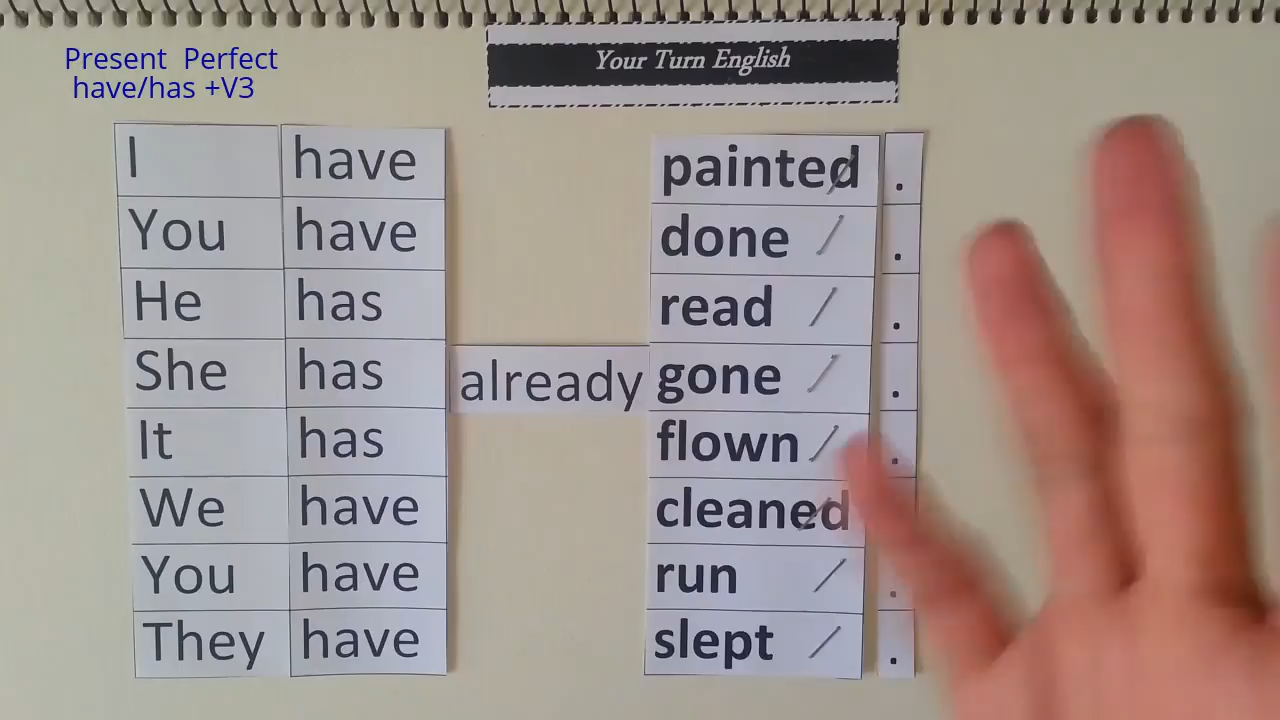 Present Perfect
have/has +V3
Your Turn English
I have painted .
You have done / .
He has read / .
She has already gone / .
It has flown / .
We have cleaned
You have run / .
They have slept / .